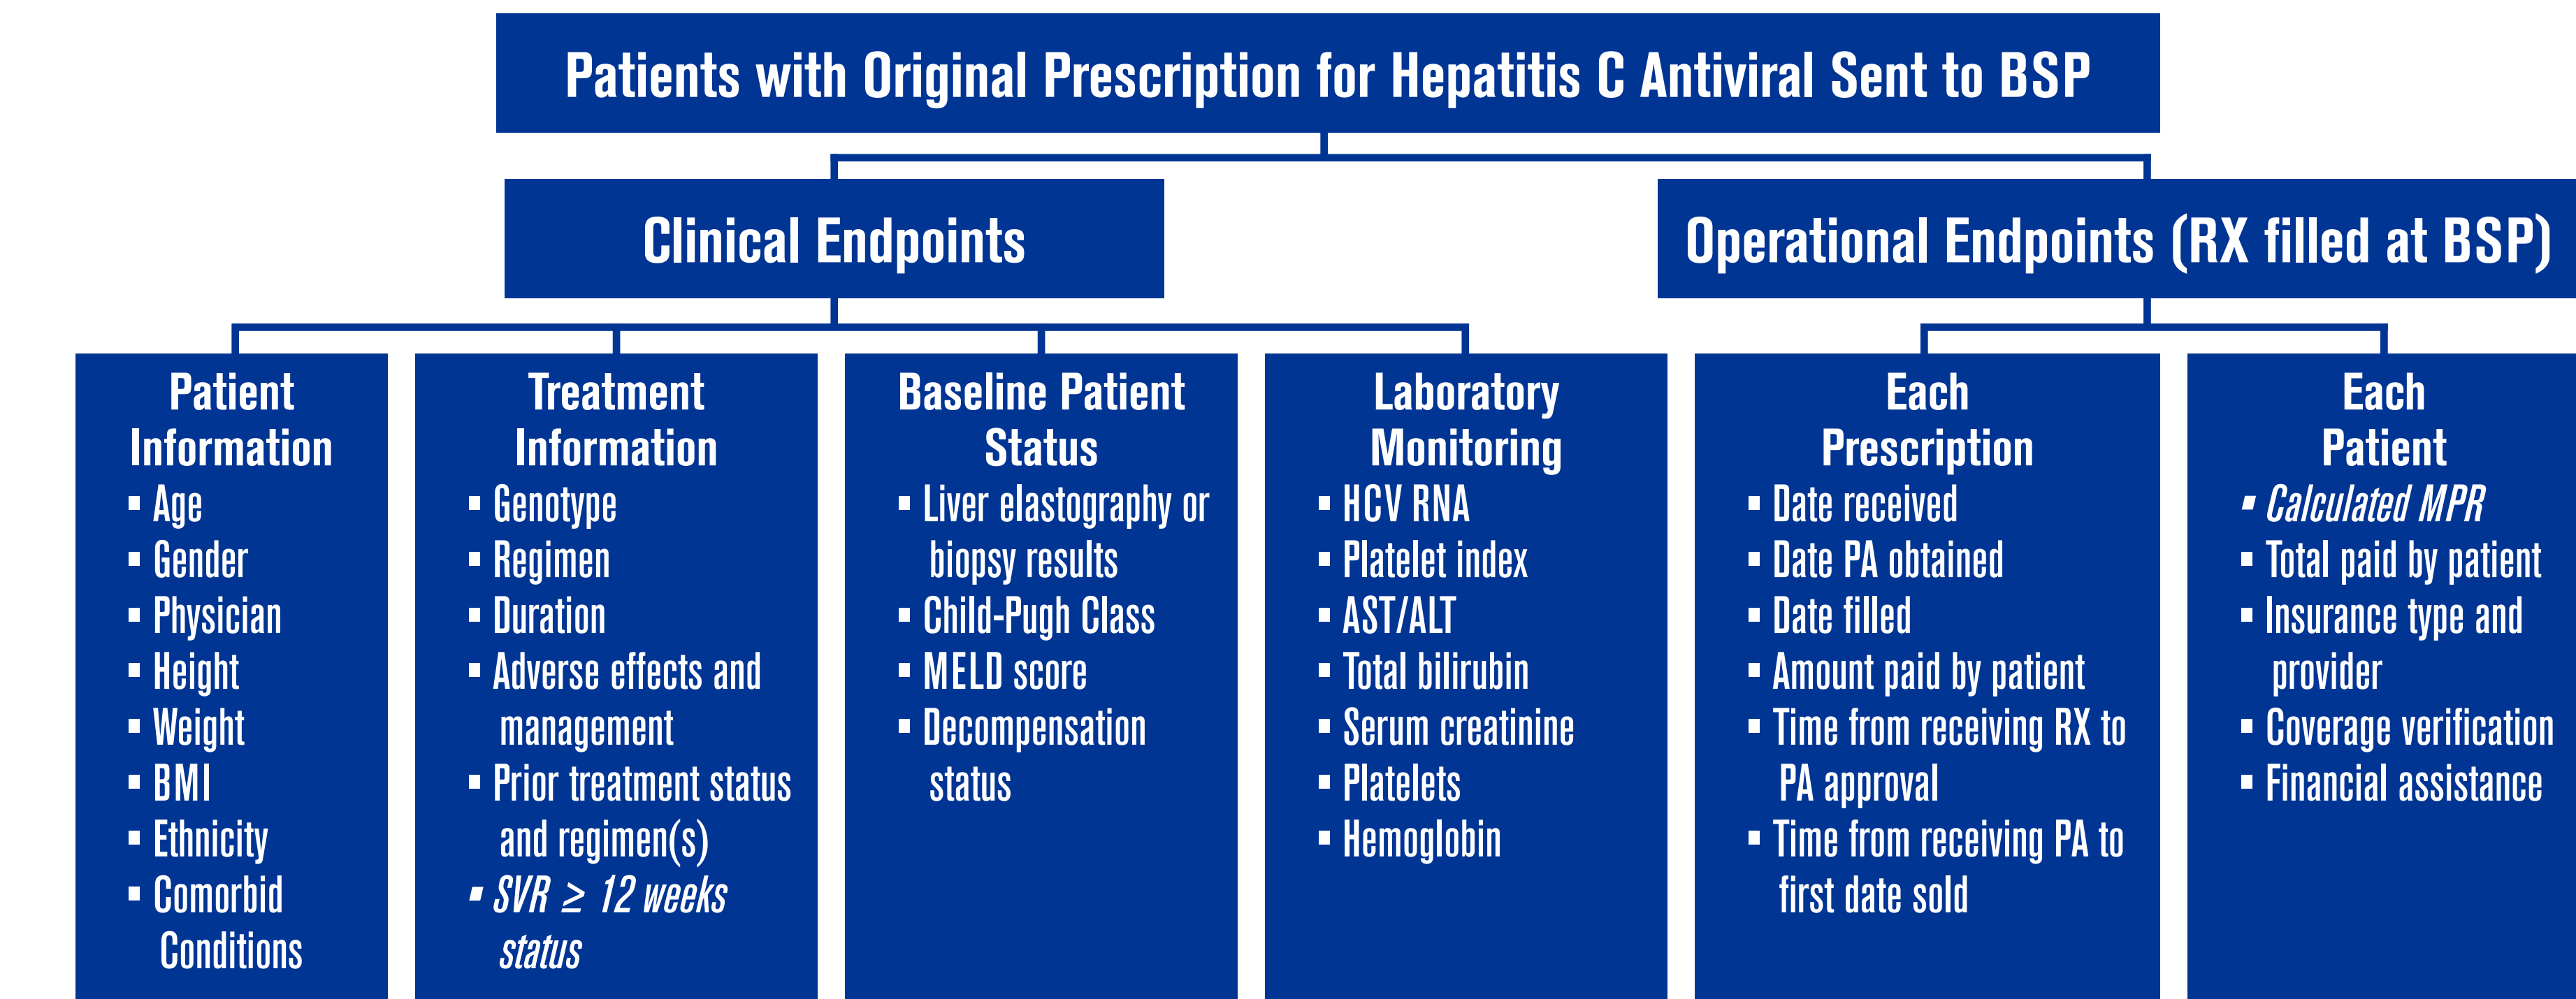 Patients with Original Prescription for Hepatitis C Antiviral Sent to BSP
Clinical Endpoints
Operational Endpoints (RX filled at BSP)
Patient
Information
▪ Age
▪ Gender
▪ Physician
▪ Height
▪ Weight
▪ BMI
▪ Ethnicity
▪ Comorbid
Conditions
Treatment
Information
▪ Genotype
▪ Regimen
▪ Duration
▪ Adverse effects and
management
▪ Prior treatment status
and regimen(s)
▪ SVR ≥ 12 weeks
status
Baseline Patient
Status
▪ Liver elastography or
biopsy results
▪ Child-Pugh Class
▪ MELD score
▪ Decompensation
status
Laboratory
Monitoring
▪ HCV RNA
▪ Platelet index
▪ AST/ALT
▪ Total bilirubin
▪ Serum creatinine
▪ Platelets
▪ Hemoglobin
Each
Prescription
▪ Date received
▪ Date PA obtained
▪ Date filled
▪ Amount paid by patient
▪ Time from receiving RX to
PA approval
▪ Time from receiving PA to
first date sold
Each
Patient
▪ Calculated MPR
▪ Total paid by patient
▪ Insurance type and
provider
▪ Coverage verification
▪ Financial assistance